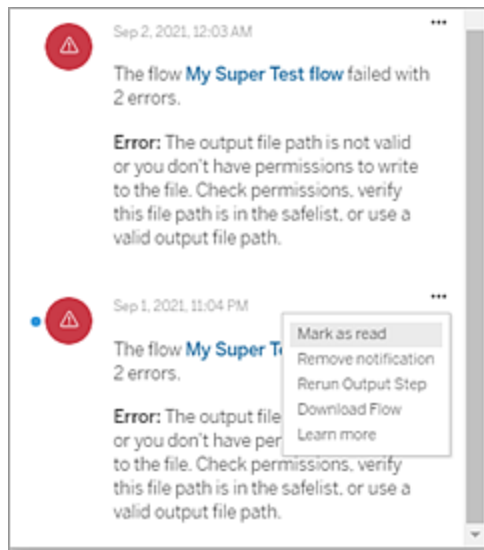 Sep 2, 2021, 12:03 AM
•••
The flow My Super Test flow failed with
2 errors.
Error: The output file path is not valid
or you don't have permissions to write
to the file. Check permissions, verify
this file path is in the safelist, or use a
valid output file path.
Sep 1, 2021, 11:04 PM
•••
The flow My Super
2 errors.
Error: The output file
or you don't have
to the file. Check permissions, verify
this file path is in the safelist, or use a
valid output file path.
Mark as read
Remove notification
Rerun Output Step
Download Flow
Learn more